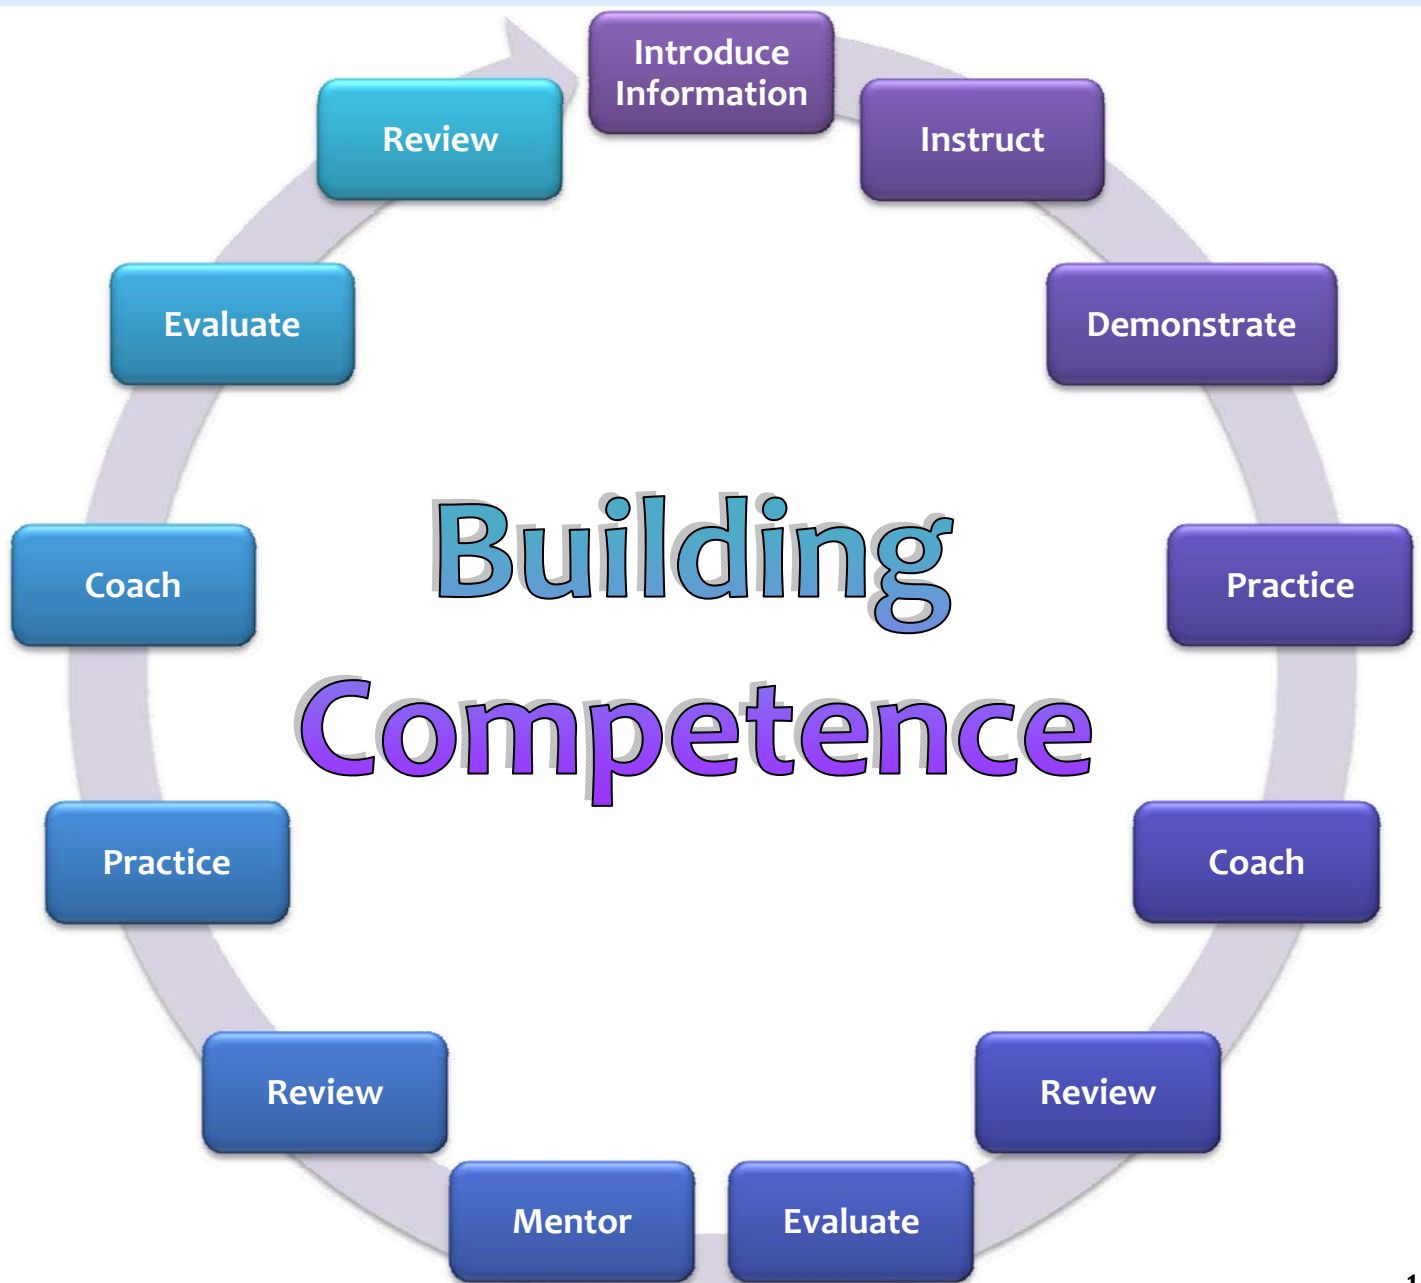 Introduce
Information
Instruct
Demonstrate
Practice
Coach
Review
Evaluate
Mentor
Review
Practice
Coach
Evaluate
Review
Building
Competence